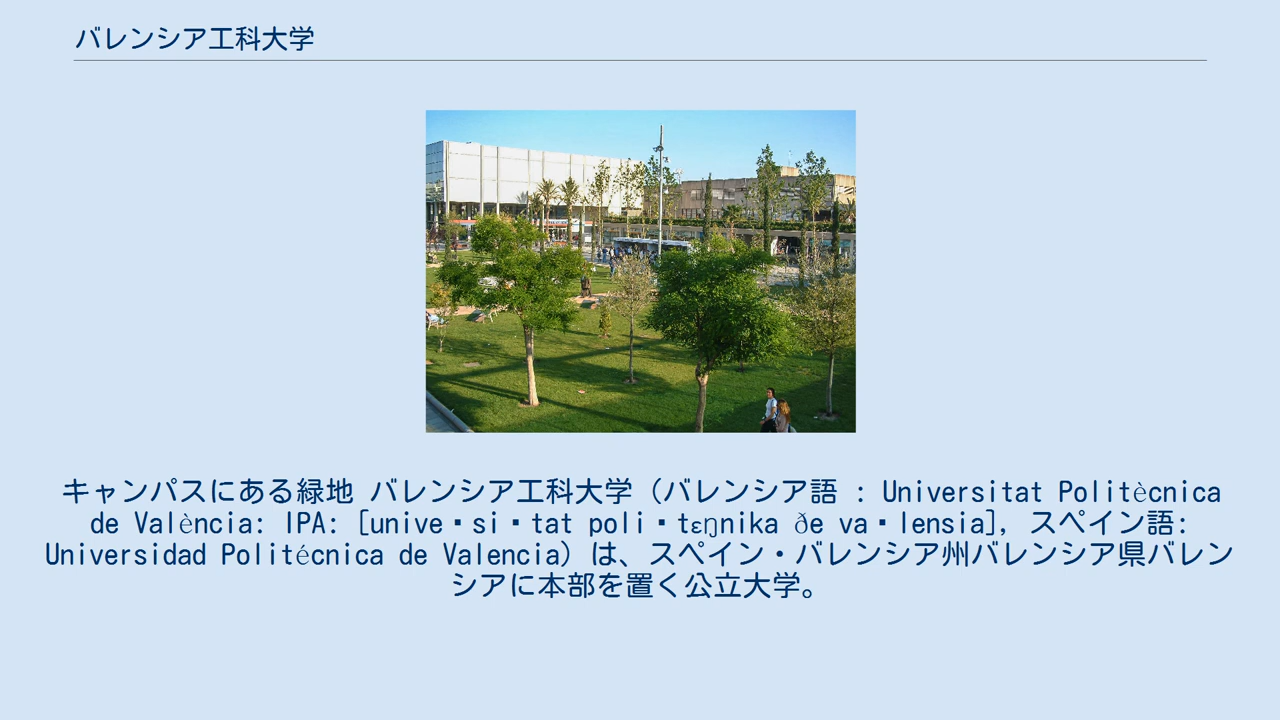 バレンシア工科大学
キャンパスにある緑地 バレンシア工科大学（バレンシア語 : Universitat Politècnica
de València: IPA: [unive▪si▪tat poli▪tɛŋnika ðe va▪lensia], スペイン語:
Universidad Politécnica de Valencia）は、スペイン・バレンシア州バレンシア県バレン
シアに本部を置く公立大学。